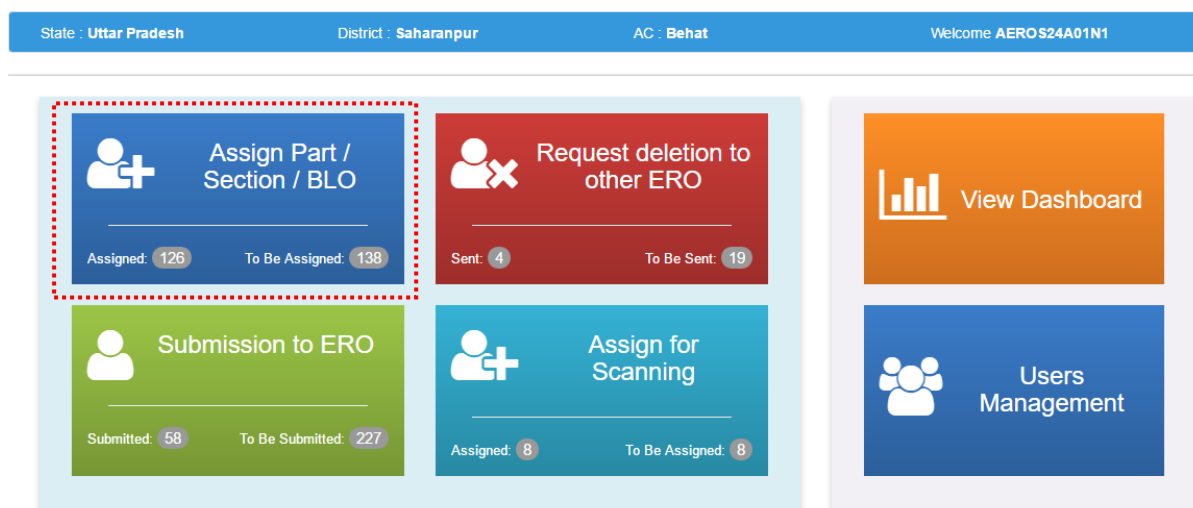 State : Uttar Pradesh District : Saharanpur AC : Behat Welcome AEROS24A01N1
Assign Part /
Section / BLO
Assigned: 126 To Be Assigned: 138
Request deletion to
other ERO
Sent: 4 To Be Sent: 19
View Dashboard
Submission to ERO
Submitted: 58 To Be Submitted: 227
Assign for
Scanning
Assigned: 8 To Be Assigned: 8
Users
Management